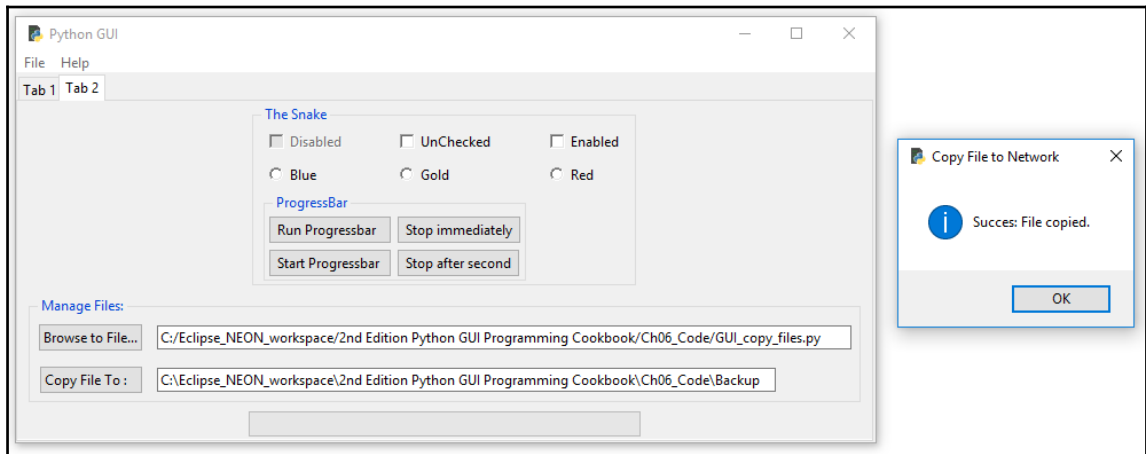 Python GUI
File Help
Tab 1 Tab 2
The Snake
Disabled UnChecked Enabled
Blue Gold Red
ProgressBar
Run Progressbar Stop immediately
Start Progressbar Stop after second
Manage Files:
Browse to File... C:/Eclipse_NEON_workspace/2nd Edition Python GUI Programming Cookbook/Ch06_Code/GUI_copy_files.py
Copy File To : C:\Eclipse_NEON_workspace\2nd Edition Python GUI Programming Cookbook\Ch06_Code\Backup
Copy File to Network
Succes: File copied.
OK